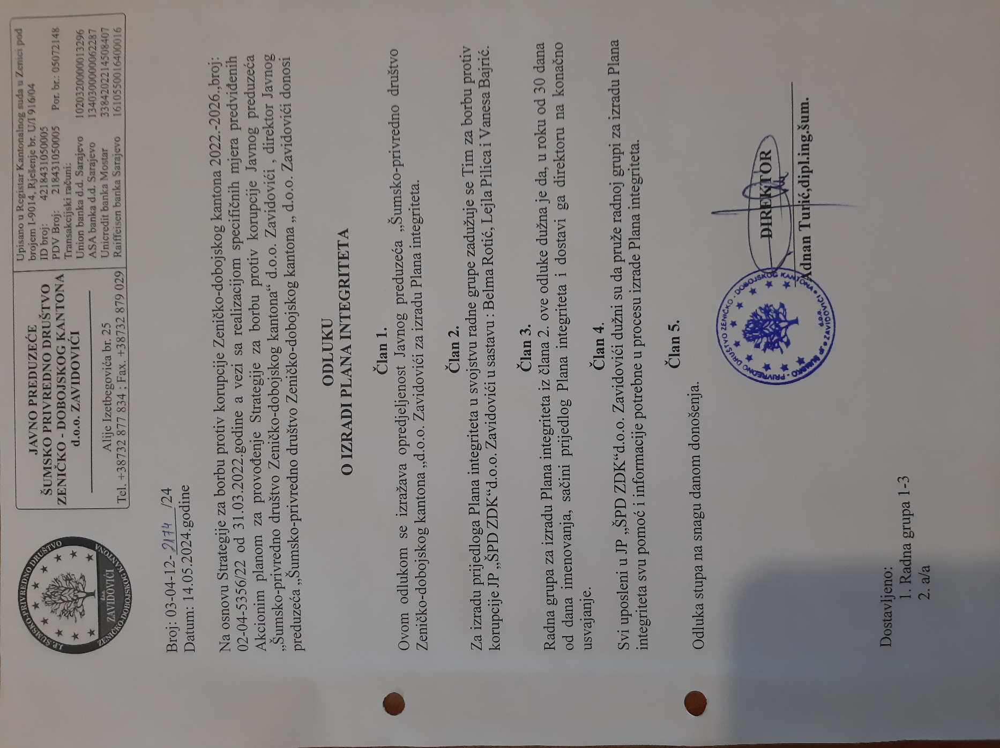 J.P. ŠUMSKO-PRIVREDNO DRUŠTVO
ZENIČKO-DOBOJSKOG KANTONA
d.o.o.
ZAVIDOVIĆI
JAVNO PREDUZEĆE
ŠUMSKO PRIVREDNO DRUŠTVO
ZENIČKO - DOBOJSKOG KANTONA
d.o.o. ZAVIDOVIĆI
Alije Izetbegovića br. 25
Tel. +38732 877 834 ; Fax. +38732 879 029
Upisano u Registar Kantonalnog suda u Zenici pod
brojem I-9014, Rješenje br. U/I 916/04
ID broj: 4218431050005
PDV Broj: 218431050005 Por. br.: 05072148
Transakcijski računi:
Union banka d.d. Sarajevo 1020320000013296
ASA banka d.d. Sarajevo 1340300000062287
Unicredit banka Mostar 3384202214508407
Raiffeisen banka Sarajevo 1610550016400016
Broj: 03-04-12-2174/24
Datum: 14.05.2024.godine
Na osnovu Strategije za borbu protiv korupcije Zeničko-dobojskog kantona 2022.-2026.,broj:
02-04-5356/22 od 31.03.2022.godine a vezi sa realizacijom specifičnih mjera predviđenih
Akcionim planom za provođenje Strategije za borbu protiv korupcije Javnog preduzeća
„Šumsko-privredno društvo Zeničko-dobojskog kantona“ d.o.o. Zavidovići , direktor Javnog
preduzeća„Šumsko-privredno društvo Zeničko-dobojskog kantona „ d.o.o. Zavidovići donosi
ODLUKU
O IZRADI PLANA INTEGRITETA
Član 1.
Ovom odlukom se izražava opredjeljenost Javnog preduzeća „Šumsko-privredno društvo
Zeničko-dobojskog kantona „d.o.o. Zavidovići za izradu Plana integriteta.
Član 2.
Za izradu prijedloga Plana integriteta u svojstvu radne grupe zadužuje se Tim za borbu protiv
korupcije JP „ŠPD ZDK“d.o.o. Zavidovići u sastavu : Belma Rotić, Lejla Pilica i Vanesa Bajrić.
Član 3.
Radna grupa za izradu Plana integriteta iz člana 2. ove odluke dužna je da, u roku od 30 dana
od dana imenovanja, sačini prijedlog Plana integriteta i dostavi ga direktoru na konačno
usvajanje.
Član 4.
Svi uposleni u JP „ŠPD ZDK“d.o.o. Zavidovići dužni su da pruže radnoj grupi za izradu Plana
integriteta svu pomoć i informacije potrebne u procesu izrade Plana integriteta.
Član 5.
Odluka stupa na snagu danom donošenja.
DIREKTOR
Adnan Turić,dipl.ing.šum.
JP ŠUMSKO - PRIVREDNO DRUŠTVO ZENIČKO - DOBOJSKOG KANTONA
d.o.o.
ZAVIDOVIĆI
Dostavljeno:
1. Radna grupa 1-3
2. a/a